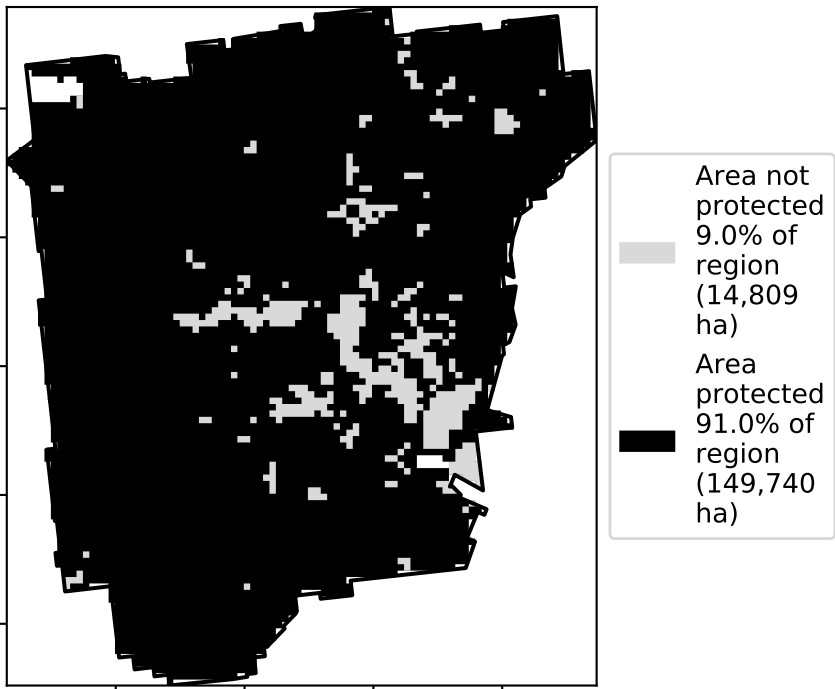 Area not
protected
9.0% of
region
(14,809
ha)
Area
protected
91.0% of
region
(149,740
ha)